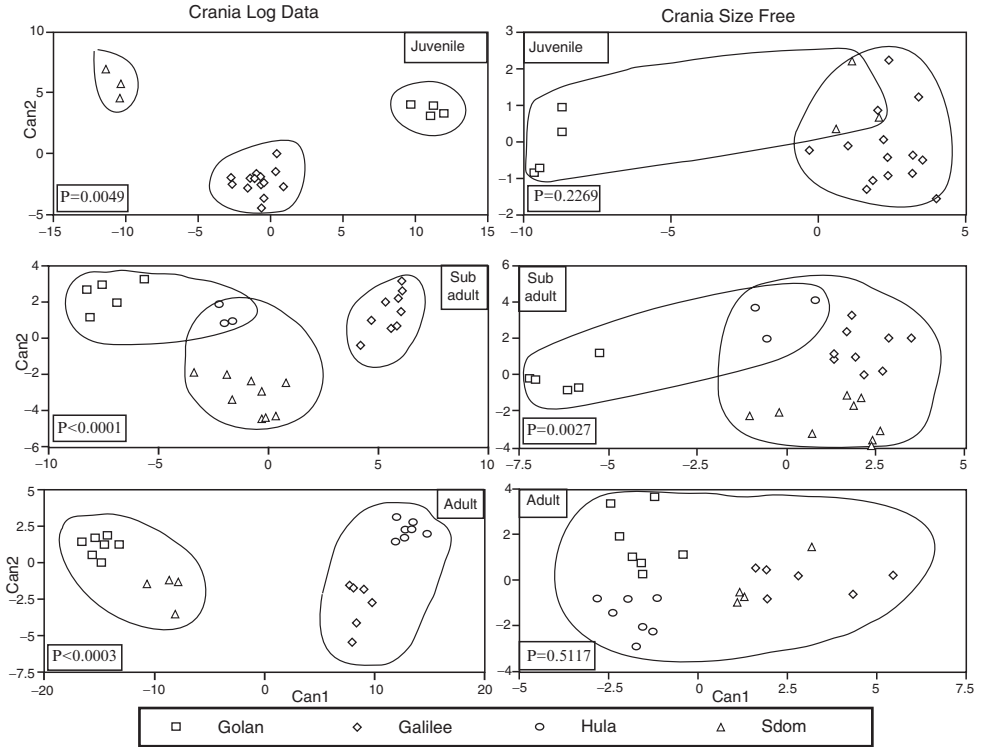 Crania Log Data
Crania Size Free
10
5
0
−5
Can2
Juvenile
P=0.0049
−15 −10 −5 0 5 10 15
3
2
1
0
−1
−2
Juvenile
P=0.2269
−10 −5 0 5
4
2
0
−2
−4
−6
Can2
Sub
adult
P<0.0001
−10 −5 0 5 10
6
4
2
0
−2
−4
Sub
adult
P=0.0027
−7.5 −5 −2.5 0 2.5 5
5
2.5
0
−2.5
−5
−7.5
Can2
Adult
P<0.0003
−20 −10 0 10 20
Can1
4
2
0
−2
−4
Adult
P=0.5117
−5 −2.5 0 2.5 5 7.5
Can1
Golan Galilee Hula Sdom